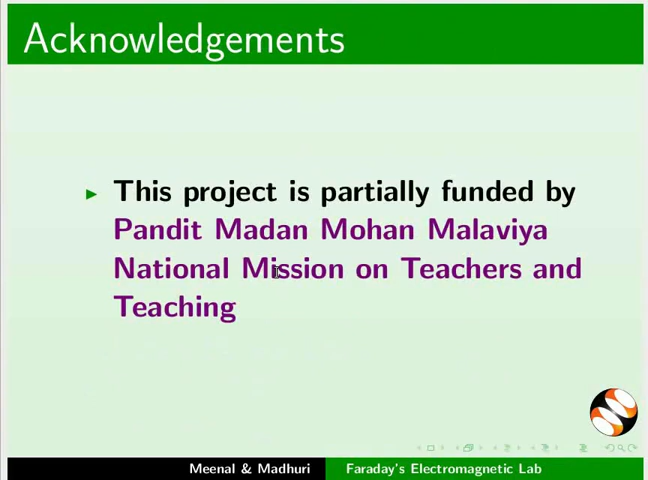 Acknowledgements
This project is partially funded by
Pandit Madan Mohan Malaviya
National Mission on Teachers and
Teaching
Meenal & Madhuri Faraday's Electromagnetic Lab